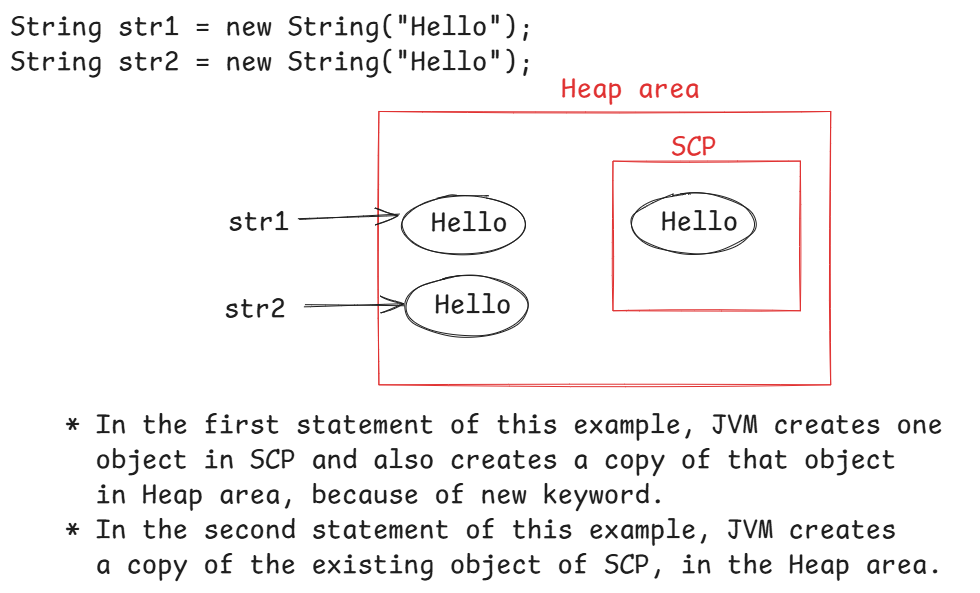 String str1 = new String("Hello");
String str2 = new String("Hello");
Heap area
SCP
str1
Hello
Hello
str2
Hello
* In the first statement of this example, JVM creates one
object in SCP and also creates a copy of that object
in Heap area, because of new keyword.
* In the second statement of this example, JVM creates
a copy of the existing object of SCP, in the Heap area.